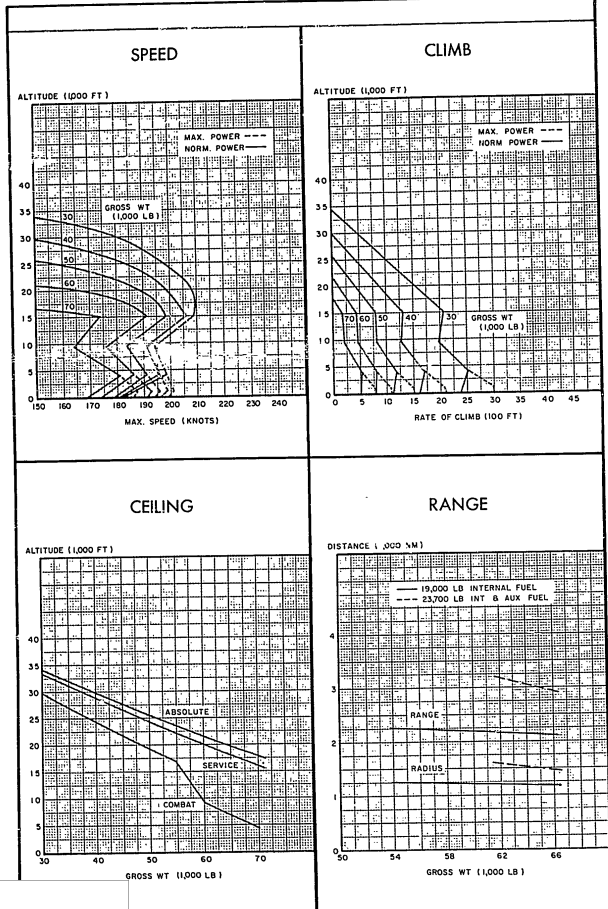 SPEED
ALTITUDE (1,000 FT)
MAX. POWER
NORM. POWER
GROSS WT
(1,000 LB)
30
40
50
60
70
40
35
30
25
20
15
10
5
0
150 160 170 180 190 200 210 220 230 240
MAX. SPEED (KNOTS)
CLIMB
ALTITUDE (1,000 FT)
MAX. POWER
NORM POWER
40
35
30
25
20
15
10
5
0
70 60 50 40 30
GROSS WT
(1,000 LB)
0 5 10 15 20 25 30 35 40 45
RATE OF CLIMB (100 FT)
CEILING
ALTITUDE (1,000 FT)
40
35
30
25
20
15
10
5
0
ABSOLUTE
SERVICE
COMBAT
30 40 50 60 70
GROSS WT (1,000 LB)
RANGE
DISTANCE ( ,000 NM)
19,000 LB INTERNAL FUEL
23,700 LB INT & AUX FUEL
4
3
2
1
0
RANGE
RADIUS
50 54 58 62 66
GROSS WT (1,000 LB)